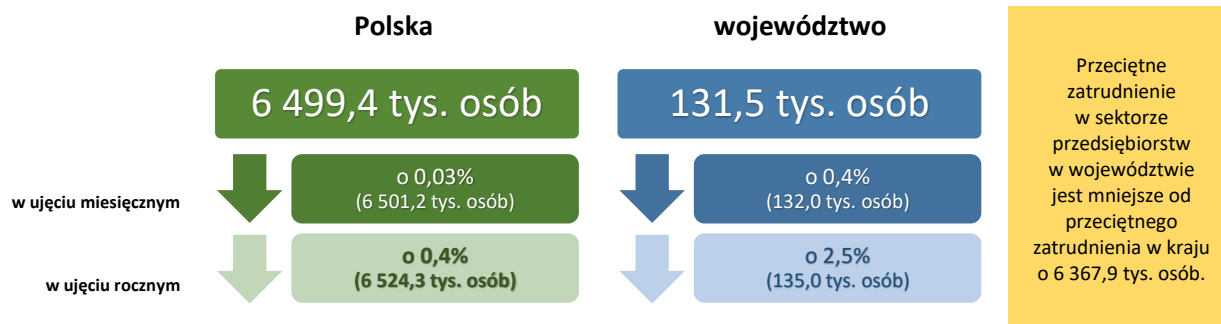 Polska
województwo
6 499,4 tys. osób
131,5 tys. osób
w ujęciu miesięcznym
o 0,03%
(6 501,2 tys. osób)
o 0,4%
(132,0 tys. osób)
w ujęciu rocznym
o 0,4%
(6 524,3 tys. osób)
o 2,5%
(135,0 tys. osób)
Przeciętne
zatrudnienie
w sektorze
przedsiębiorstw
w województwie
jest mniejsze od
przeciętnego
zatrudnienia w kraju
o 6 367,9 tys. osób.